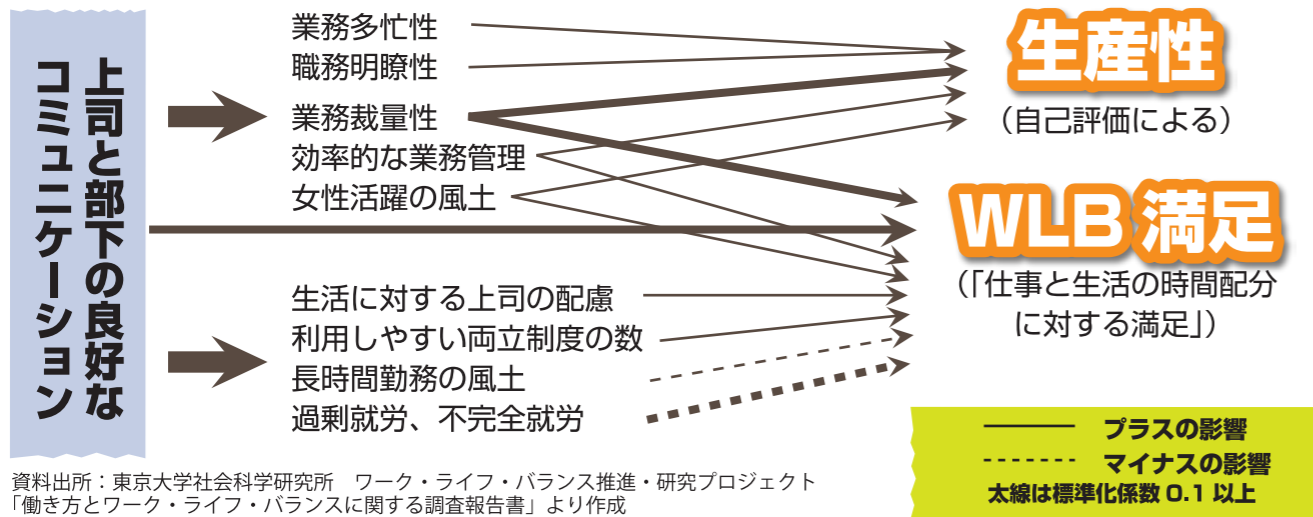 上司と部下の良好な
コミュニケーション
業務多忙性
職務明瞭性
業務裁量性
効率的な業務管理
女性活躍の風土
生活に対する上司の配慮
利用しやすい両立制度の数
長時間勤務の風土
過剰就労、不完全就労
生産性
（自己評価による）
WLB 満足
（「仕事と生活の時間配分
に対する満足」）
プラスの影響
マイナスの影響
太線は標準化係数 0.1 以上
資料出所：東京大学社会科学研究所　ワーク・ライフ・バランス推進・研究プロジェクト
「働き方とワーク・ライフ・バランスに関する調査報告書」より作成